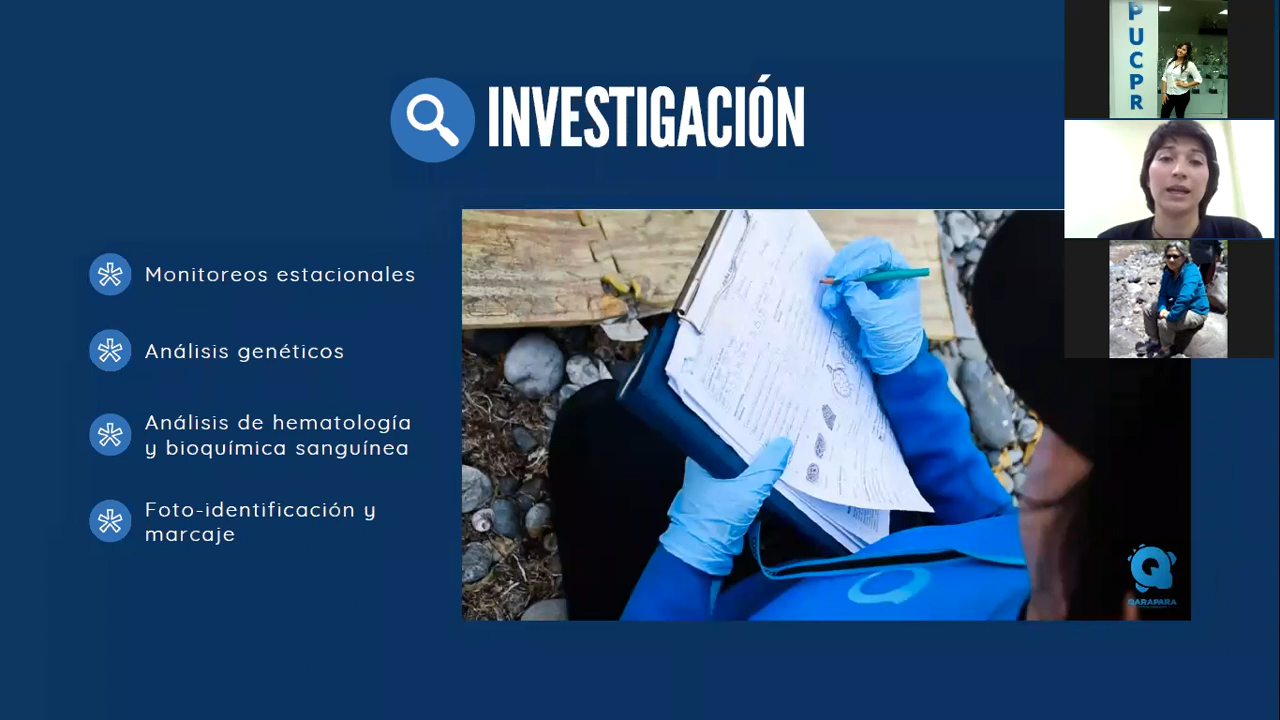 INVESTIGACIÓN
Monitoreos estacionales
Análisis genéticos
Análisis de hematología
y bioquímica sanguínea
Foto-identificación y
marcaje
PUCPR
QARAPARA